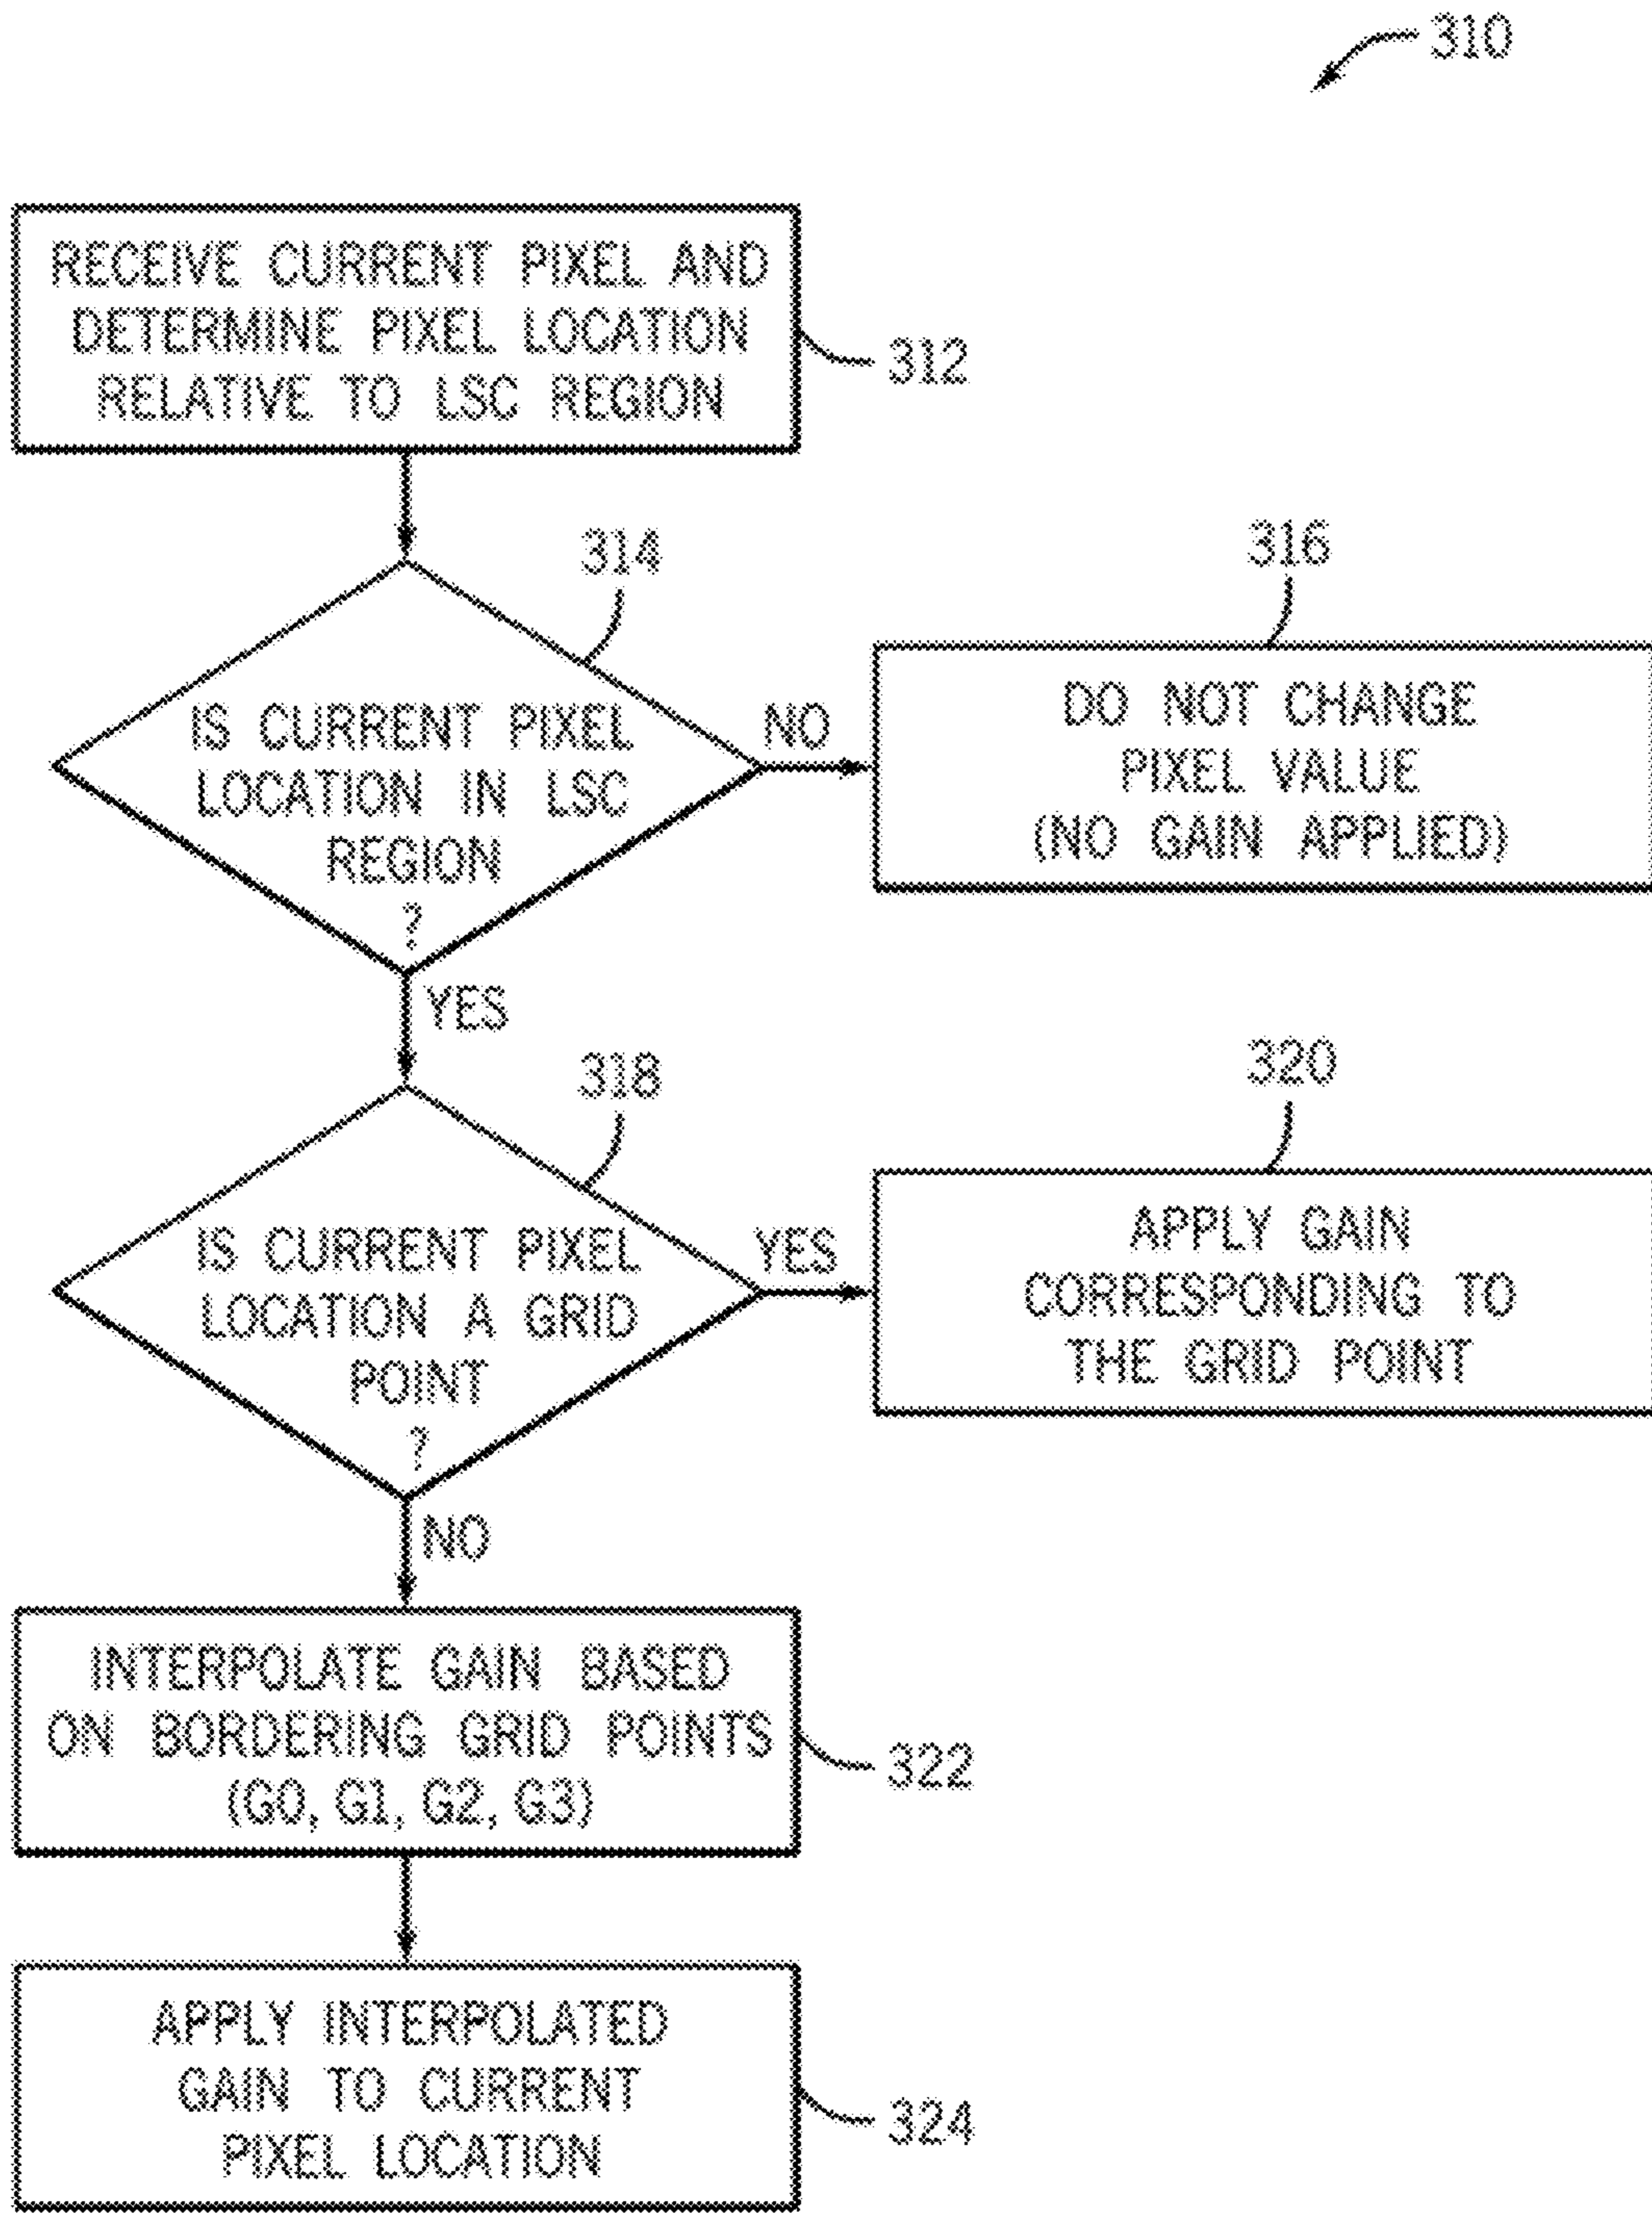 310
RECEIVE CURRENT PIXEL AND
DETERMINE PIXEL LOCATION
RELATIVE TO LSC REGION
312
314
IS CURRENT PIXEL
LOCATION IN LSC
REGION
?
NO
316
DO NOT CHANGE
PIXEL VALUE
(NO GAIN APPLIED)
YES
318
IS CURRENT PIXEL
LOCATION A GRID
POINT
?
YES
320
APPLY GAIN
CORRESPONDING TO
THE GRID POINT
NO
INTERPOLATE GAIN BASED
ON BORDERING GRID POINTS
(G0, G1, G2, G3)
322
APPLY INTERPOLATED
GAIN TO CURRENT
PIXEL LOCATION
324